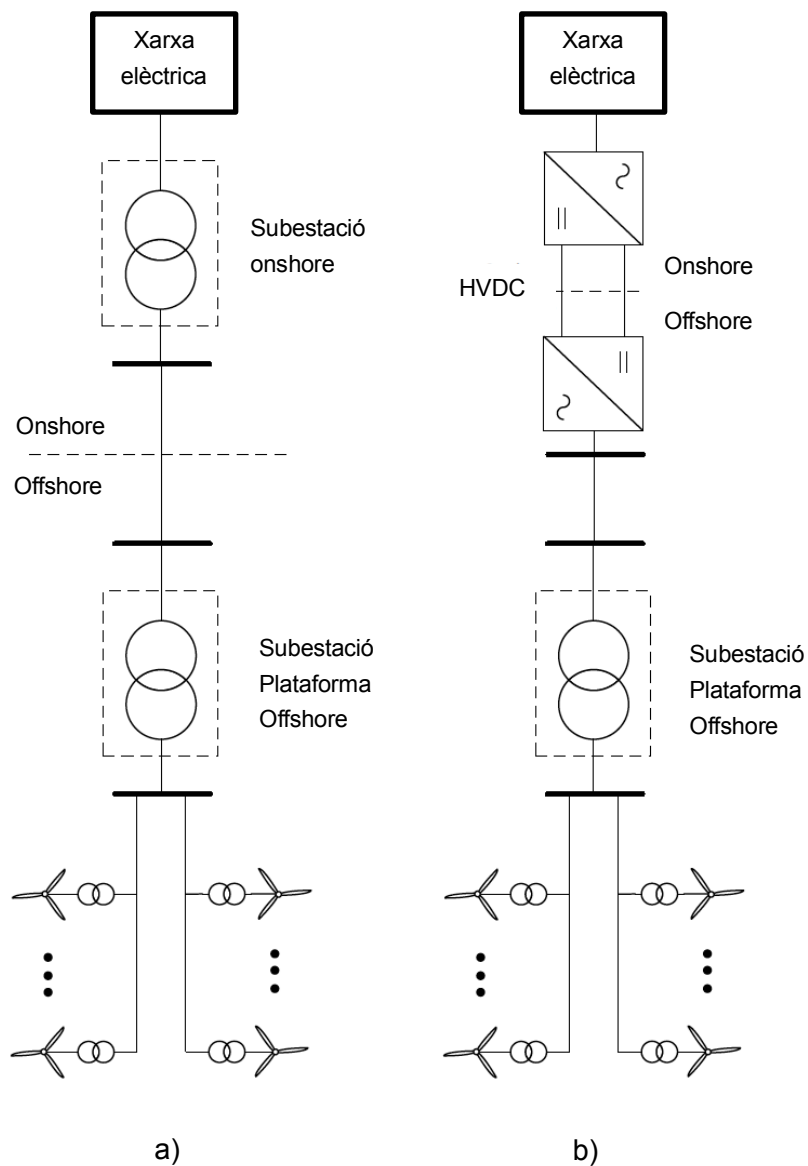 Xarxa
elèctrica
Subestació
onshore
Onshore
Offshore
Subestació
Plataforma
Offshore
a)
Xarxa
elèctrica
HVDC
Onshore
Offshore
Subestació
Plataforma
Offshore
b)